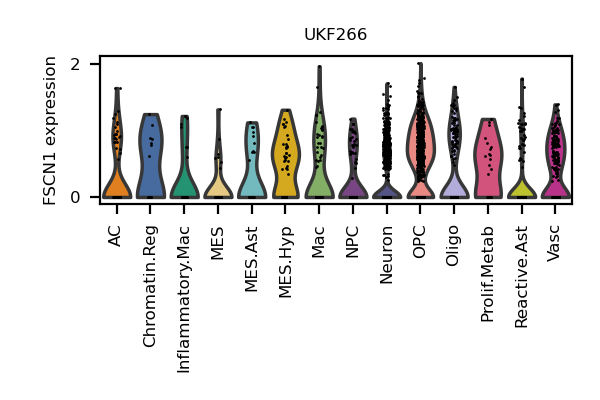 UKF266
FSCN1 expression
2
0
AC
Chromatin.Reg
Inflammatory.Mac
MES
MES.Ast
MES.Hyp
Mac
NPC
Neuron
OPC
Oligo
Prolif.Metab
Reactive.Ast
Vasc